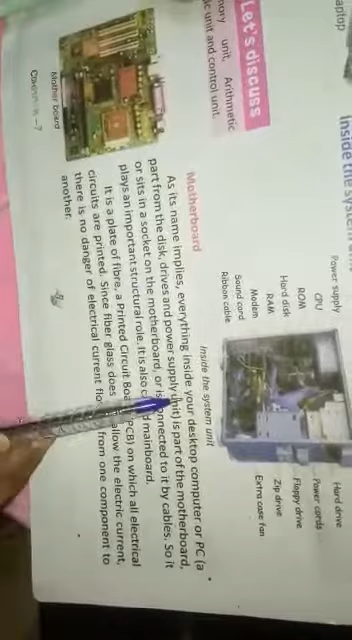 aptop
Inside the system
Power supply
CPU
ROM
Hard disk
RAM
Modem
Sound card
Ribbon cable
Hard drive
Power cords
Floppy drive
Zip drive
Extra case fan
Inside the system unit
Let's discuss
mory unit, Arithmetic
ic unit and control unit.
Motherboard
As its name implies, everything inside your desktop computer or PC (a
part from the disk, drives and power supply unit) is part of the motherboard,
or sits in a socket on the motherboard, or is connected to it by cables. So it
plays an important structural role. It is also mainboard.
It is a plate of fibre, a Printed Circuit Boa PCB) on which all electrical
circuits are printed. Since fiber glass does allow the electric current,
there is no danger of electrical current flo from one component to
another.
Mother board
7